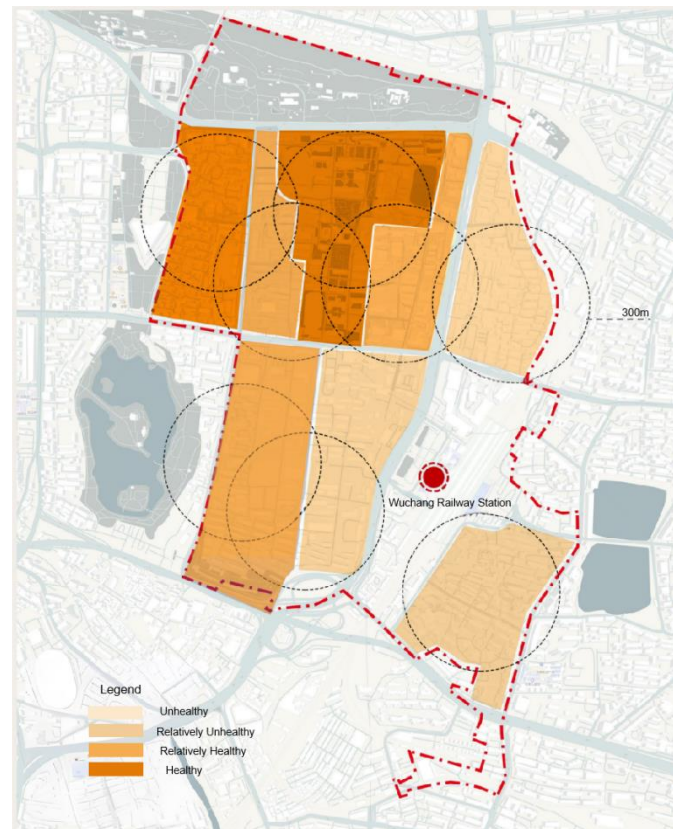 300m
Wuchang Railway Station
Legend
Unhealthy
Relatively Unhealthy
Relatively Healthy
Healthy